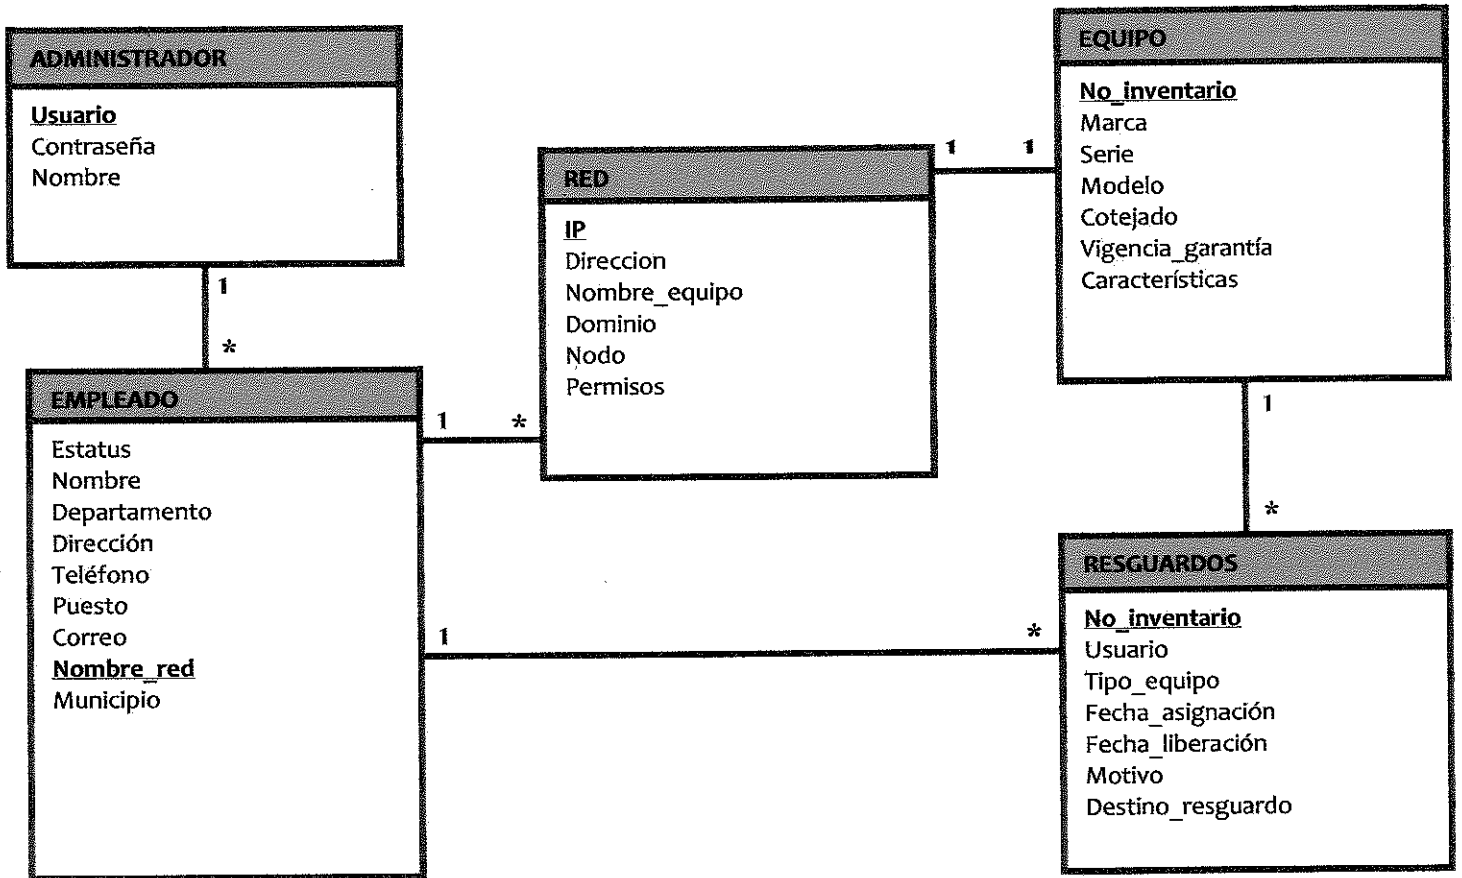 ADMINISTRADOR
Usuario
Contraseña
Nombre
1
*
EMPLEADO
Estatus
Nombre
Departamento
Dirección
Teléfono
Puesto
Correo
Nombre_red
Municipio
1
*
RED
IP
Direccion
Nombre_equipo
Dominio
Nodo
Permisos
1
1
EQUIPO
No_inventario
Marca
Serie
Modelo
Cotejado
Vigencia_garantía
Características
1
*
RESGUARDOS
No_inventario
Usuario
Tipo_equipo
Fecha_asignación
Fecha_liberación
Motivo
Destino_resguardo
1
*